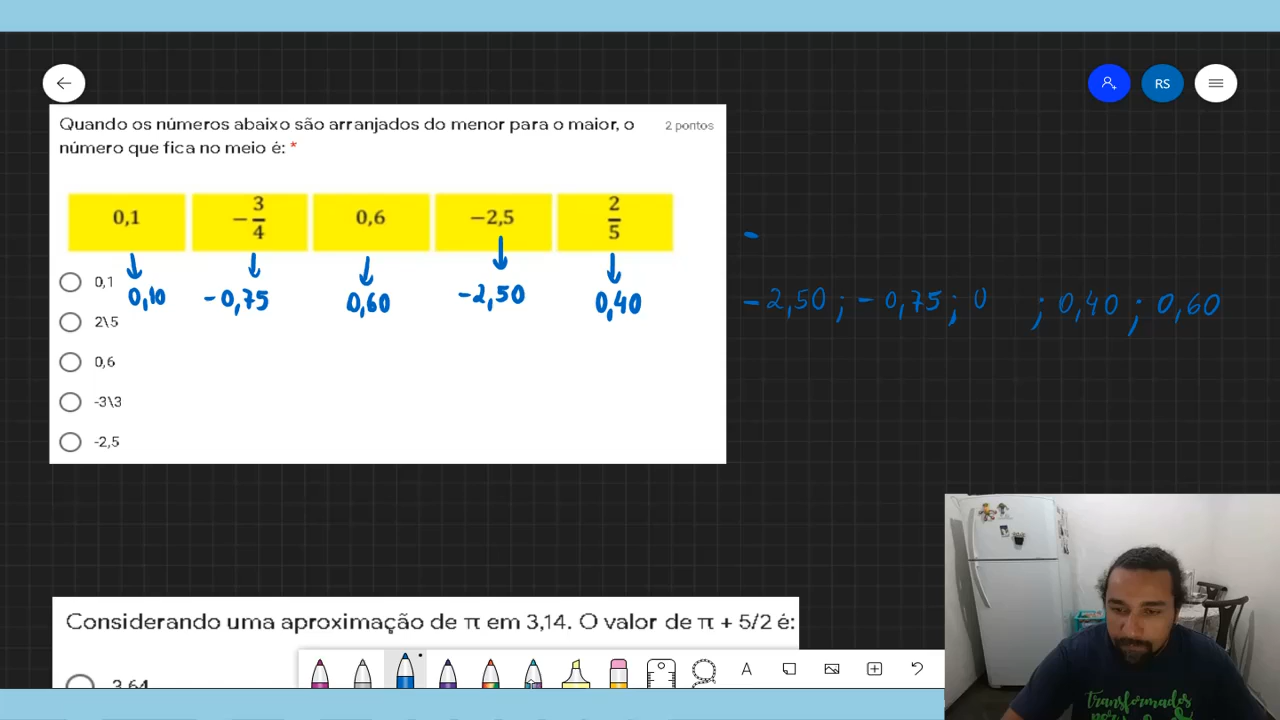 RS
Quando os números abaixo são arranjados do menor para o maior, o
número que fica no meio é: *
2 pontos
0,1 -3/4 0,6 −2,5 2/5
0,10 -0,75 0,60 -2,50 0,40
-
-2,50 ; -0,75 ; 0 ; 0,40 ; 0,60
0,1
2\5
0,6
-3\3
-2,5
Considerando uma aproximação de π em 3,14. O valor de π + 5/2 é:
3,64
A